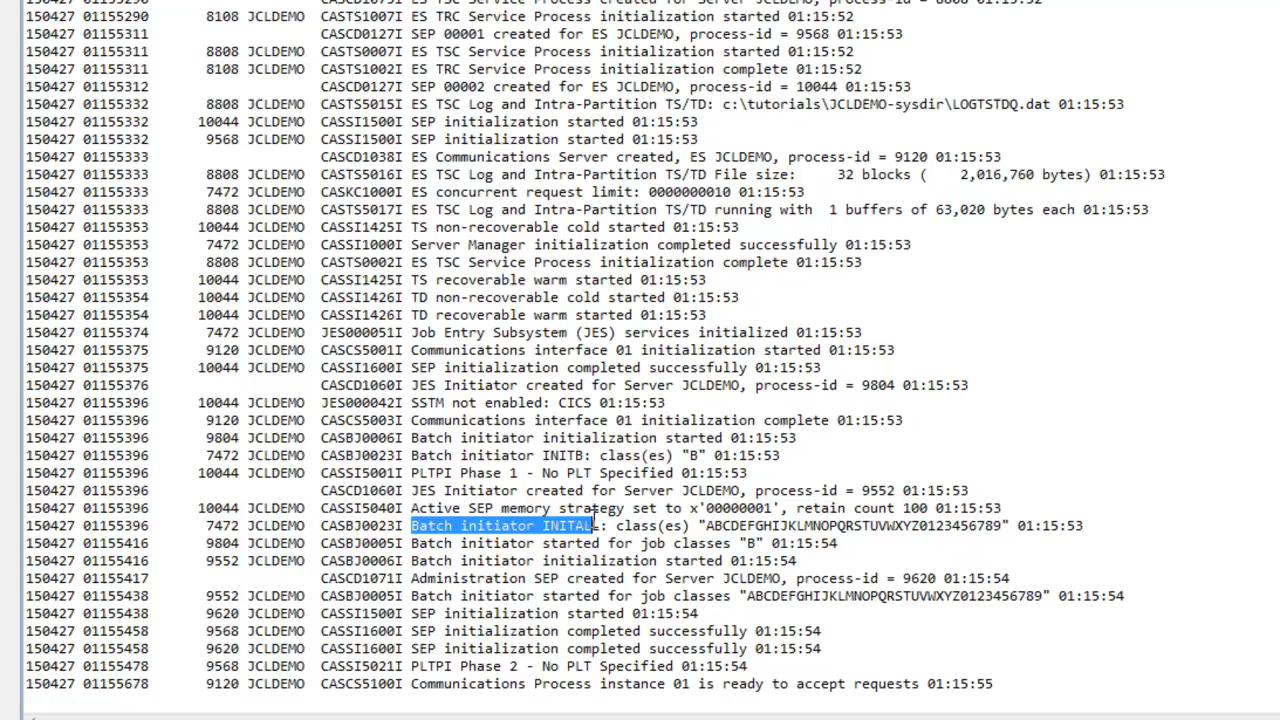 150427 01155290 8108 JCLDEMO CASTS1007I ES TRC Service Process initialization started 01:15:52
150427 01155311 CASCD0127I SEP 00001 created for ES JCLDEMO, process-id = 9568 01:15:53
150427 01155311 8808 JCLDEMO CASTS0007I ES TSC Service Process initialization started 01:15:52
150427 01155311 8108 JCLDEMO CASTS1002I ES TRC Service Process initialization complete 01:15:52
150427 01155312 CASCD0127I SEP 00002 created for ES JCLDEMO, process-id = 10044 01:15:53
150427 01155332 8808 JCLDEMO CASTS5015I ES TSC Log and Intra-Partition TS/TD: c:\tutorials\JCLDEMO-sysdir\LOGTSTDQ.dat 01:15:53
150427 01155332 10044 JCLDEMO CASSI1500I SEP initialization started 01:15:53
150427 01155332 9568 JCLDEMO CASSI1500I SEP initialization started 01:15:53
150427 01155333 CASCD1038I ES Communications Server created, ES JCLDEMO, process-id = 9120 01:15:53
150427 01155333 8808 JCLDEMO CASTS5016I ES TSC Log and Intra-Partition TS/TD File size: 32 blocks ( 2,016,760 bytes) 01:15:53
150427 01155333 7472 JCLDEMO CASKC1000I ES concurrent request limit: 0000000010 01:15:53
150427 01155333 8808 JCLDEMO CASTS5017I ES TSC Log and Intra-Partition TS/TD running with 1 buffers of 63,020 bytes each 01:15:53
150427 01155353 10044 JCLDEMO CASSI1425I TS non-recoverable cold started 01:15:53
150427 01155353 7472 JCLDEMO CASSI1000I Server Manager initialization completed successfully 01:15:53
150427 01155353 8808 JCLDEMO CASTS0002I ES TSC Service Process initialization complete 01:15:53
150427 01155353 10044 JCLDEMO CASSI1425I TS recoverable warm started 01:15:53
150427 01155354 10044 JCLDEMO CASSI1426I TD non-recoverable cold started 01:15:53
150427 01155354 10044 JCLDEMO CASSI1426I TD recoverable warm started 01:15:53
150427 01155374 7472 JCLDEMO JES000051I Job Entry Subsystem (JES) services initialized 01:15:53
150427 01155375 9120 JCLDEMO CASCS5001I Communications interface 01 initialization started 01:15:53
150427 01155375 10044 JCLDEMO CASSI1600I SEP initialization completed successfully 01:15:53
150427 01155376 CASCD1060I JES Initiator created for Server JCLDEMO, process-id = 9804 01:15:53
150427 01155396 10044 JCLDEMO JES000042I SSTM not enabled: CICS 01:15:53
150427 01155396 9120 JCLDEMO CASCS5003I Communications interface 01 initialization complete 01:15:53
150427 01155396 9804 JCLDEMO CASBJ0006I Batch initiator initialization started 01:15:53
150427 01155396 7472 JCLDEMO CASBJ0023I Batch initiator INITB: class(es) "B" 01:15:53
150427 01155396 10044 JCLDEMO CASSI5001I PLTPI Phase 1 - No PLT Specified 01:15:53
150427 01155396 CASCD1060I JES Initiator created for Server JCLDEMO, process-id = 9552 01:15:53
150427 01155396 10044 JCLDEMO CASSI5040I Active SEP memory strategy set to x'00000001', retain count 100 01:15:53
150427 01155396 7472 JCLDEMO CASBJ0023I Batch initiator INITALL: class(es) "ABCDEFGHIJKLMNOPQRSTUVWXYZ0123456789" 01:15:53
150427 01155416 9804 JCLDEMO CASBJ0005I Batch initiator started for job classes "B" 01:15:54
150427 01155416 9552 JCLDEMO CASBJ0006I Batch initiator initialization started 01:15:54
150427 01155417 CASCD1071I Administration SEP created for Server JCLDEMO, process-id = 9620 01:15:54
150427 01155438 9552 JCLDEMO CASBJ0005I Batch initiator started for job classes "ABCDEFGHIJKLMNOPQRSTUVWXYZ0123456789" 01:15:54
150427 01155438 9620 JCLDEMO CASSI1500I SEP initialization started 01:15:54
150427 01155458 9568 JCLDEMO CASSI1600I SEP initialization completed successfully 01:15:54
150427 01155458 9620 JCLDEMO CASSI1600I SEP initialization completed successfully 01:15:54
150427 01155478 9568 JCLDEMO CASSI5021I PLTPI Phase 2 - No PLT Specified 01:15:54
150427 01155678 9120 JCLDEMO CASCS5100I Communications Process instance 01 is ready to accept requests 01:15:55